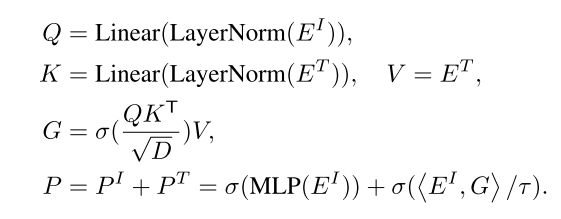 Q = Linear(LayerNorm(E^I)),
K = Linear(LayerNorm(E^T)), V = E^T,
G = σ(QK^⊤/√D)V,
P = P^I + P^T = σ(MLP(E^I)) + σ(⟨E^I, G⟩/τ).